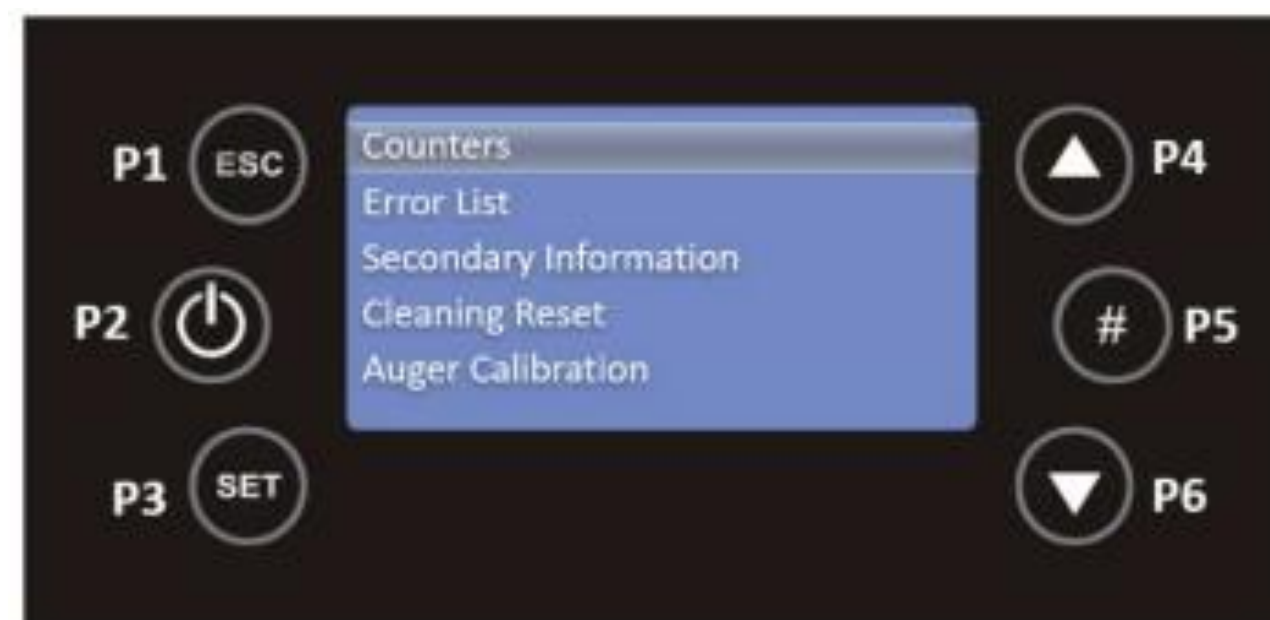 P1 ESC
Counters
P4
Error List
Secondary Information
P2
Cleaning Reset
# P5
Auger Calibration
P3 SET
P6